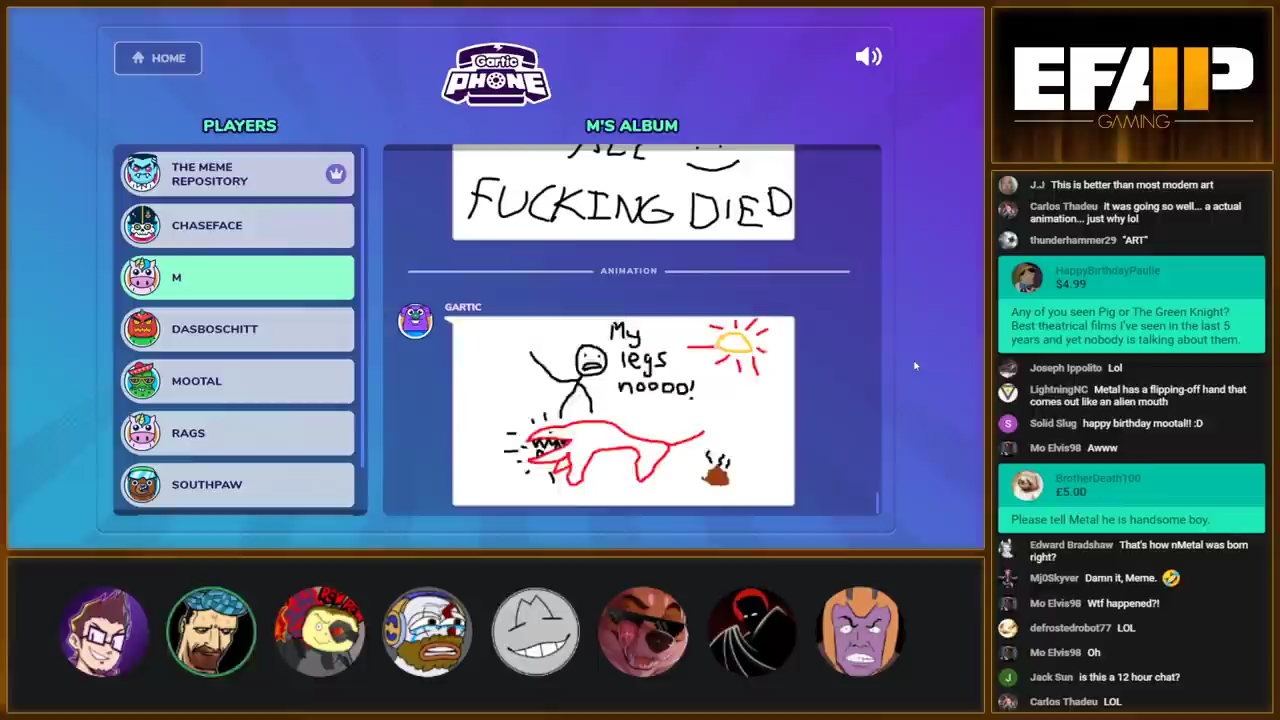 HOME
Gartic
PHONE
PLAYERS
M'S ALBUM
THE MEME
REPOSITORY
CHASEFACE
M
DASBOSCHITT
MOOTAL
RAGS
SOUTHPAW
FUCKING DIED
ANIMATION
GARTIC
My
legs
noooo!
EFAP
GAMING
J..! This is better than most modern art
Carlos Thadeu it was going so well... a actual
animation... just why lol
thunderhammer29 "ART"
HappyBirthdayPaulie
$4.99
Any of you seen Pig or The Green Knight?
Best theatrical films I've seen in the last 5
years and yet nobody is talking about them.
Joseph Ippolito Lol
LightningNC Metal has a flipping-off hand that
comes out like an alien mouth
Solid Slug happy birthday mootal!! :D
Mo Elvis98 Awww
BrotherDeath100
£5.00
Please tell Metal he is handsome boy.
Edward Bradshaw That's how nMetal was born
right?
Mj0Skyver Damn it, Meme. 🤣
Mo Elvis98 Wtf happened?!
defrostedrobot77 LOL
Mo Elvis98 Oh
Jack Sun is this a 12 hour chat?
Carlos Thadeu LOL